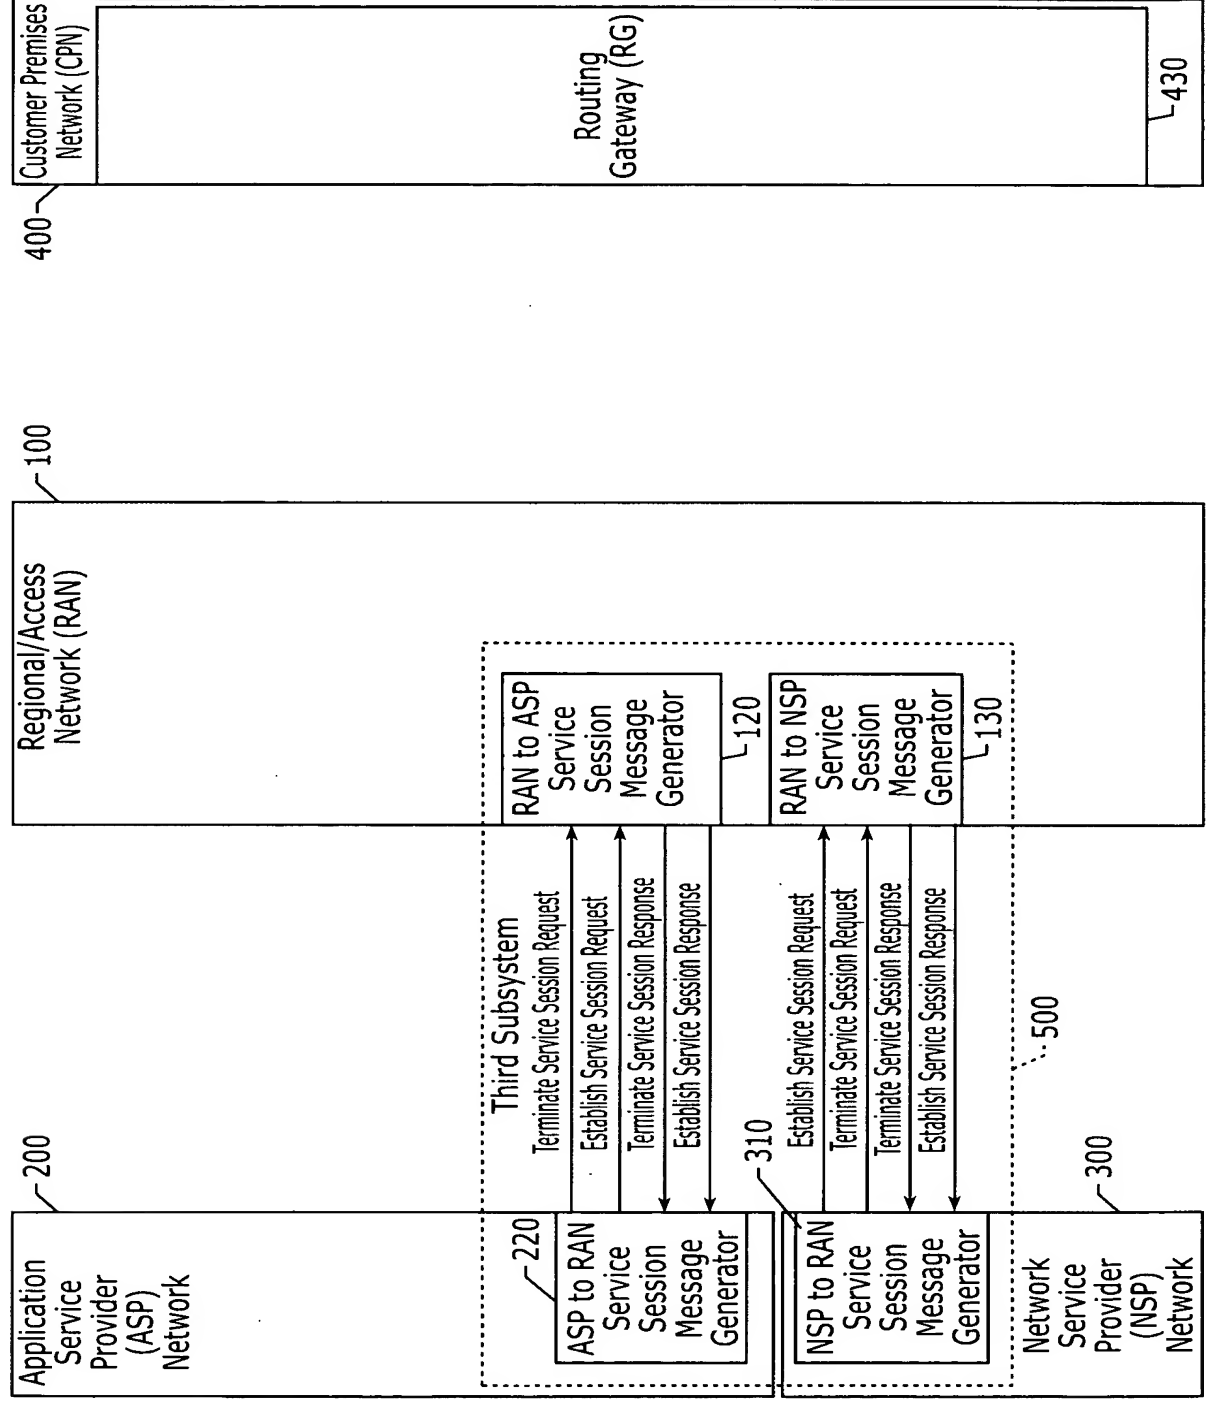 Application
Service
Provider
(ASP)
Network
200
Regional/Access
Network (RAN)
100
Customer Premises
Network (CPN)
400
Third Subsystem
220
ASP to RAN
Service
Session
Message
Generator
Terminate Service Session Request
Establish Service Session Request
Terminate Service Session Response
Establish Service Session Response
RAN to ASP
Service
Session
Message
Generator
120
Routing
Gateway (RG)
310
NSP to RAN
Service
Session
Message
Generator
Establish Service Session Request
Terminate Service Session Request
Terminate Service Session Response
Establish Service Session Response
RAN to NSP
Service
Session
Message
Generator
130
Network
Service
Provider
(NSP)
Network
300
500
430